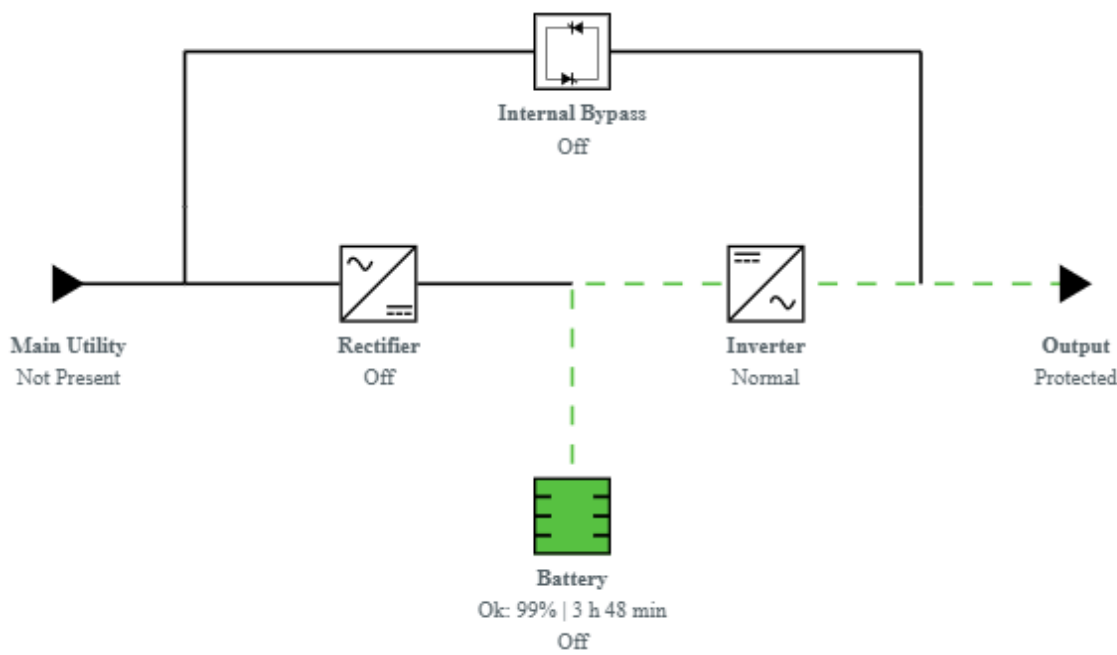 Internal Bypass
Off
Main Utility
Not Present
Rectifier
Off
Inverter
Normal
Output
Protected
Battery
Ok: 99% | 3 h 48 min
Off